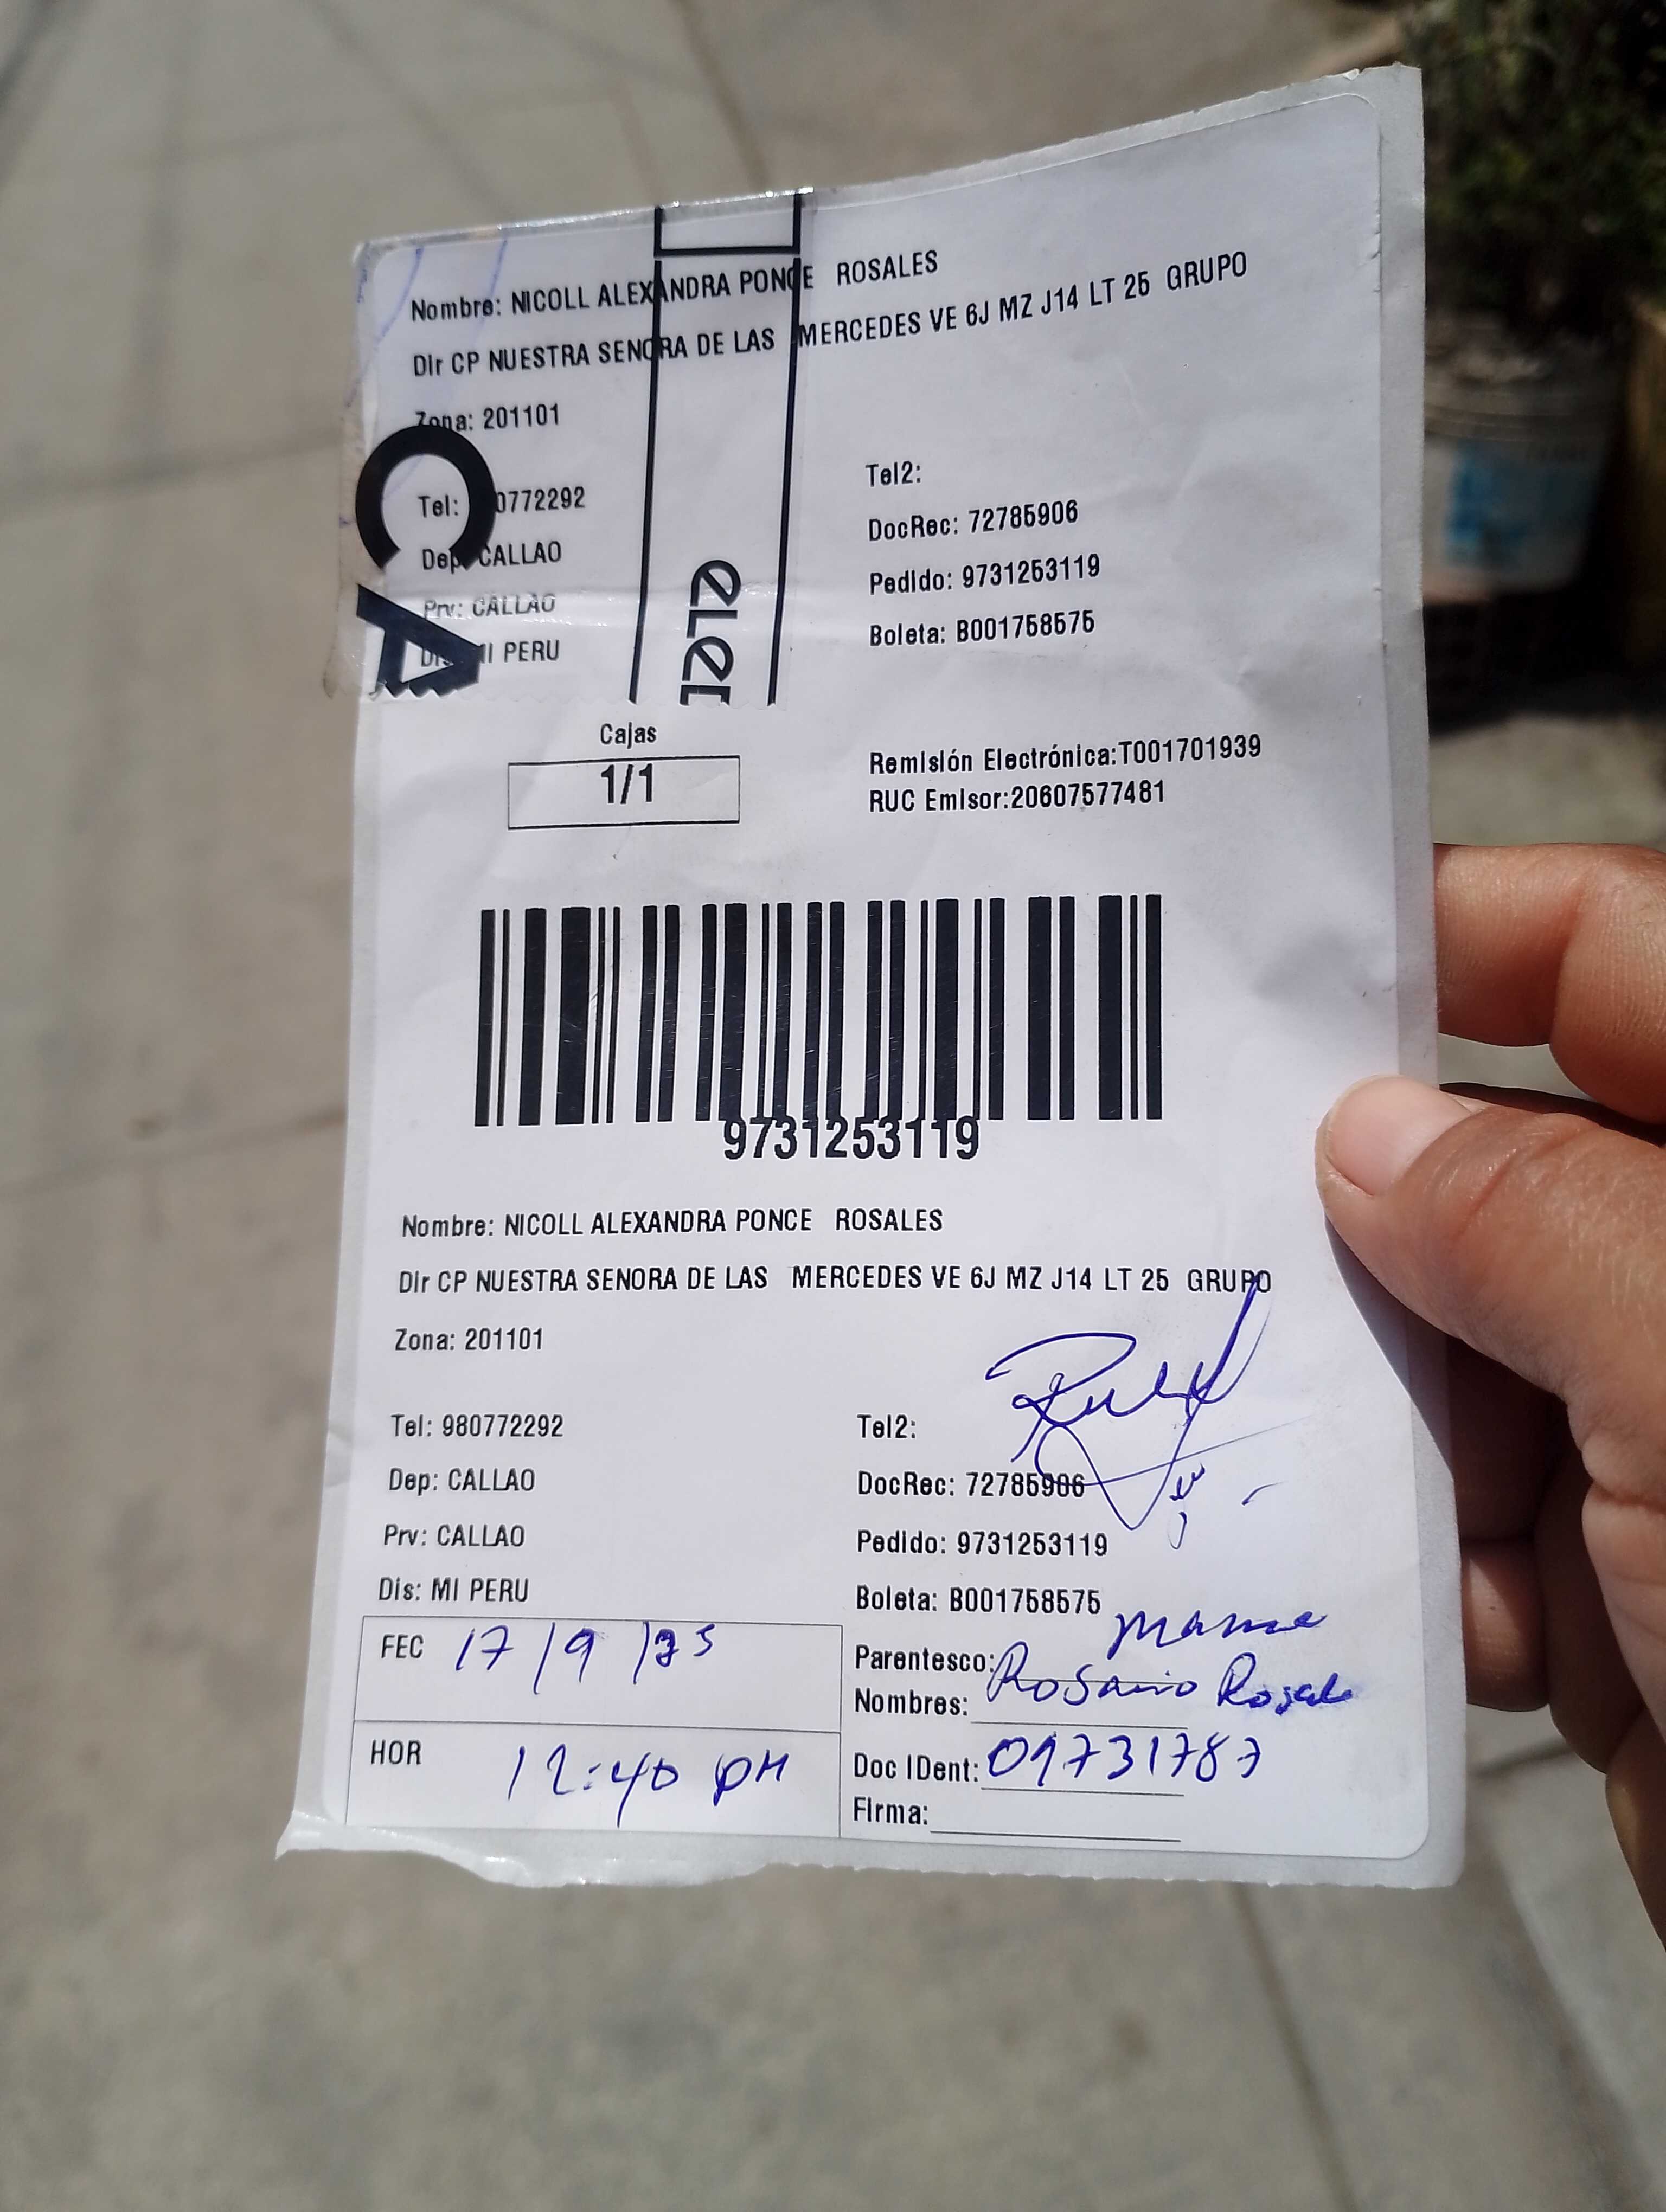 Nombre: NICOLL ALEXANDRA PONCE ROSALES
Dir CP NUESTRA SENORA DE LAS MERCEDES VE 6J MZ J14 LT 25 GRUPO
Zona: 201101
Tel: 0772292
Tel2:
Dep: CALLAO
DocRec: 72785906
Prv: CALLAO
Pedido: 9731253119
MI PERU
Boleta: B001758575
CA
Cajas
1/1
Remisión Electrónica:T001701939
RUC Emisor:20607577481
9731253119
Nombre: NICOLL ALEXANDRA PONCE ROSALES
Dir CP NUESTRA SENORA DE LAS MERCEDES VE 6J MZ J14 LT 25 GRUPO
Zona: 201101
Tel: 980772292
Tel2:
Dep: CALLAO
DocRec: 72785906
Prv: CALLAO
Pedido: 9731253119
Dis: MI PERU
Boleta: B001758575
FEC 17/9/25
Parentesco:
Nombres: Rosario
HOR 12:40 PM
Doc IDent: 09731787
Firma: